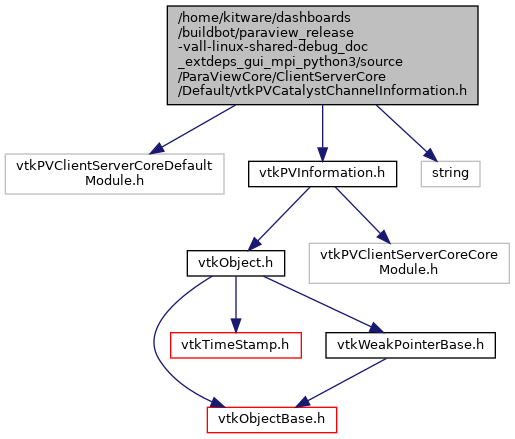 /home/kitware/dashboards
/buildbot/paraview_release
-vall-linux-shared-debug_doc
_extdeps_gui_mpi_python3/source
/ParaViewCore/ClientServerCore
/Default/vtkPVCatalystChannelInformation.h
vtkPVClientServerCoreDefault
Module.h
vtkPVInformation.h
string
vtkObject.h
vtkPVClientServerCoreCore
Module.h
vtkTimeStamp.h
vtkWeakPointerBase.h
vtkObjectBase.h